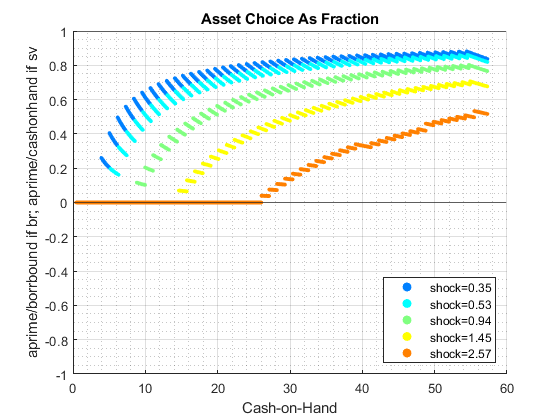 Asset Choice As Fraction
aprime/borrbound if br; aprime/cashonhand if sv
1
0.8
0.6
0.4
0.2
0
-0.2
-0.4
-0.6
-0.8
-1
shock=0.35
shock=0.53
shock=0.94
shock=1.45
shock=2.57
0 10 20 30 40 50 60
Cash-on-Hand